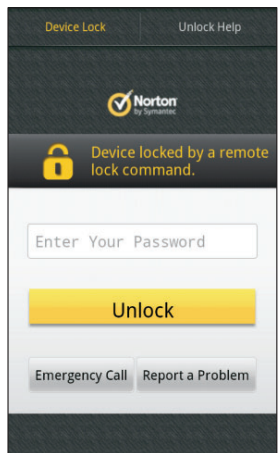 Device Lock Unlock Help
Norton
by Symantec
Device locked by a remote
lock command.
Enter Your Password
Unlock
Emergency Call Report a Problem